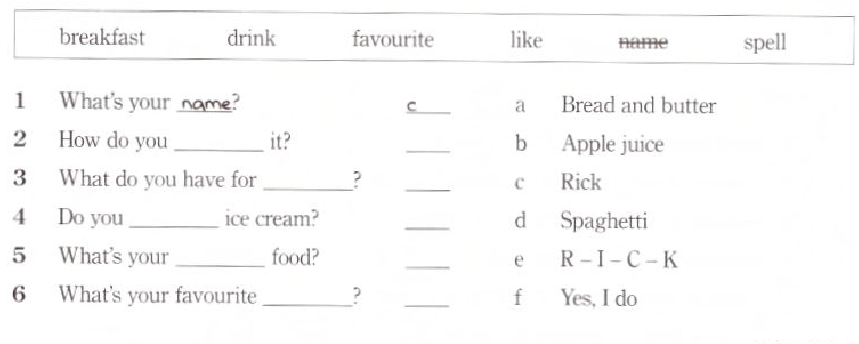 breakfast drink favourite like name spell
1 What's your name? c a Bread and butter
2 How do you ________ it? ____ b Apple juice
3 What do you have for ________? ____ c Rick
4 Do you ________ ice cream? ____ d Spaghetti
5 What's your ________ food? ____ e R – I – C – K
6 What's your favourite ________? ____ f Yes, I do